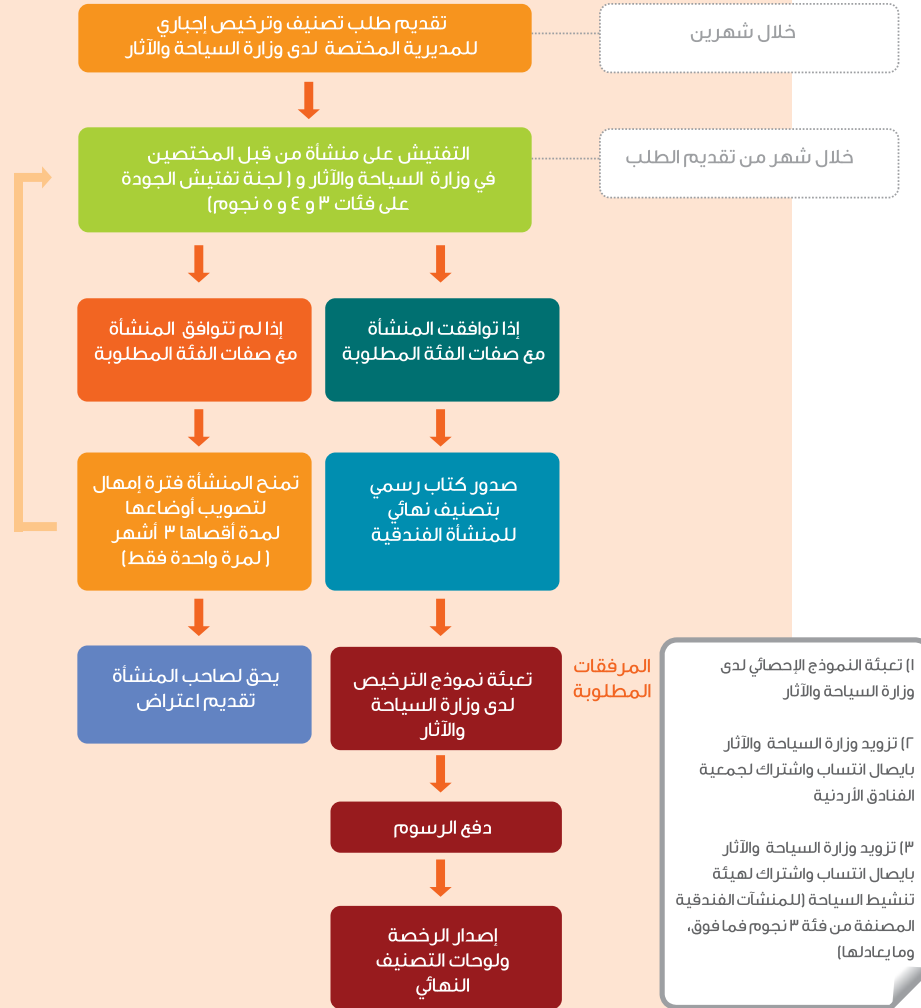 تقديم طلب تصنيف وترخيص إجباري
للمديرية المختصة لدى وزارة السياحة والآثار
خلال شهرين
التفتيش على منشأة من قبل المختصين
في وزارة السياحة والآثار و ( لجنة تفتيش الجودة
على فئات ٣ و ٤ و ٥ نجوم)
خلال شهر من تقديم الطلب
إذا توافقت المنشأة
مع صفات الفئة المطلوبة
إذا لم تتوافق المنشأة
مع صفات الفئة المطلوبة
صدور كتاب رسمي
بتصنيف نهائي
للمنشأة الفندقية
تمنح المنشأة فترة إمهال
لتصويب أوضاعها
لمدة أقصاها ٣ أشهر
( لمرة واحدة فقط)
يحق لصاحب المنشأة
تقديم اعتراض
تعبئة نموذج الترخيص
لدى وزارة السياحة
والآثار
المرفقات
المطلوبة
١) تعبئة النموذج الإحصائي لدى
وزارة السياحة والآثار
٢) تزويد وزارة السياحة والآثار
بايصال انتساب واشتراك لجمعية
الفنادق الأردنية
٣) تزويد وزارة السياحة والآثار
بايصال انتساب واشتراك لهيئة
تنشيط السياحة (للمنشآت الفندقية
المصنفة من فئة ٣ نجوم فما فوق،
وما يعادلها)
دفع الرسوم
إصدار الرخصة
ولوحات التصنيف
النهائي